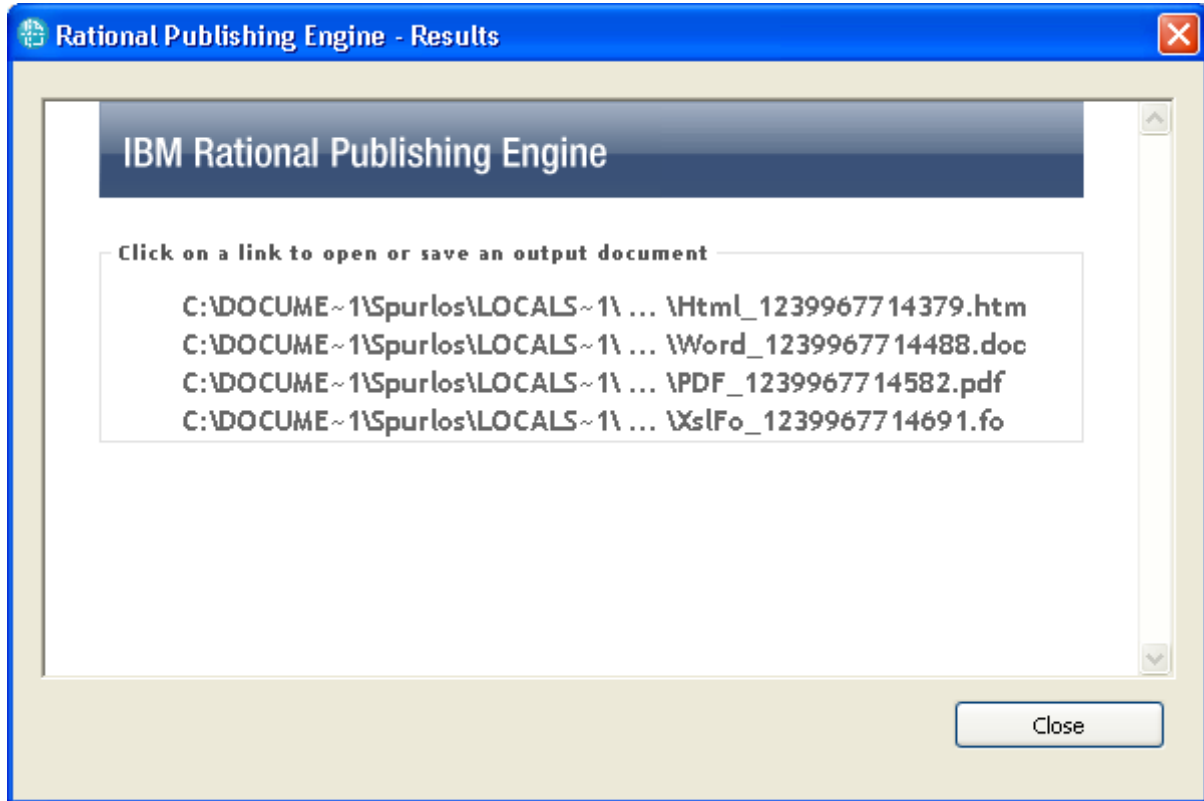 Rational Publishing Engine - Results
IBM Rational Publishing Engine
Click on a link to open or save an output document
C:\DOCUME~1\Spurlos\LOCALS~1\ ... \Html_1239967714379.htm
C:\DOCUME~1\Spurlos\LOCALS~1\ ... \Word_1239967714488.doc
C:\DOCUME~1\Spurlos\LOCALS~1\ ... \PDF_1239967714582.pdf
C:\DOCUME~1\Spurlos\LOCALS~1\ ... \XslFo_1239967714691.fo
Close